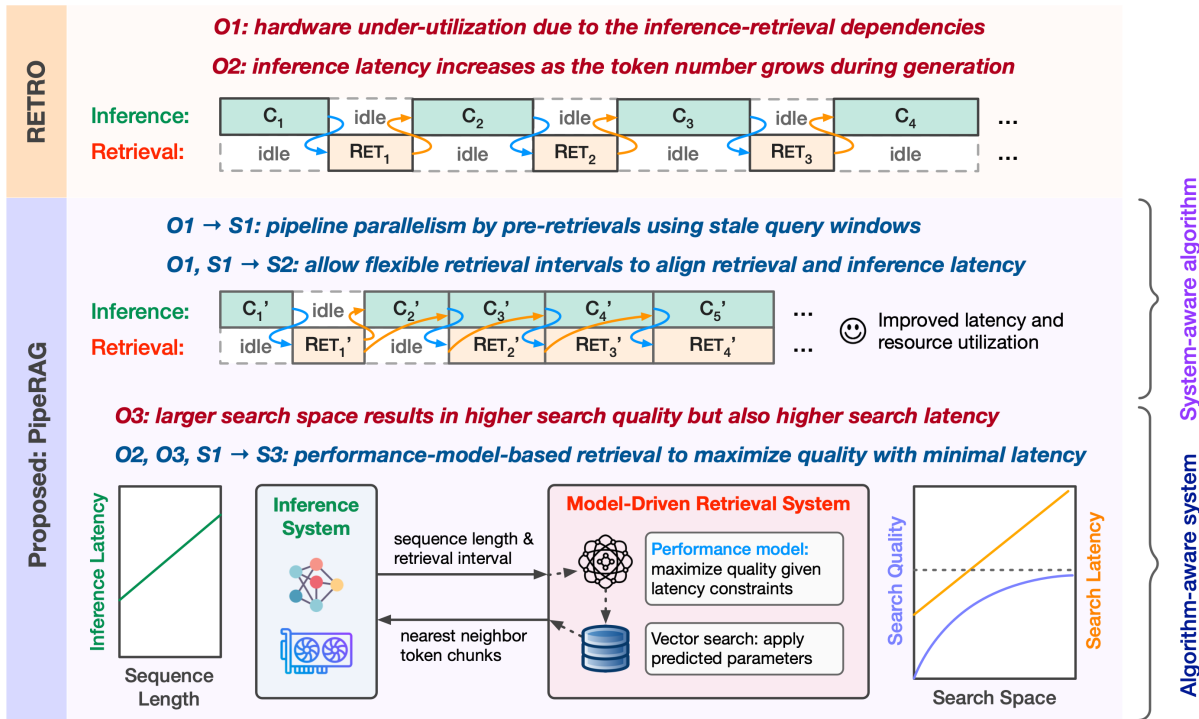 RETRO
O1: hardware under-utilization due to the inference-retrieval dependencies
O2: inference latency increases as the token number grows during generation
Inference: C1 idle C2 idle C3 idle C4 ...
Retrieval: idle RET1 idle RET2 idle RET3 idle ...
Proposed: PipeRAG
O1 → S1: pipeline parallelism by pre-retrievals using stale query windows
O1, S1 → S2: allow flexible retrieval intervals to align retrieval and inference latency
Inference: C1' idle C2' C3' C4' C5' ...
Retrieval: idle RET1' idle RET2' RET3' RET4' ...
Improved latency and
resource utilization
System-aware algorithm
O3: larger search space results in higher search quality but also higher search latency
O2, O3, S1 → S3: performance-model-based retrieval to maximize quality with minimal latency
Inference Latency
Sequence
Length
Inference
System
sequence length &
retrieval interval
nearest neighbor
token chunks
Model-Driven Retrieval System
Performance model:
maximize quality given
latency constraints
Vector search: apply
predicted parameters
Search Quality
Search Latency
Search Space
Algorithm-aware system